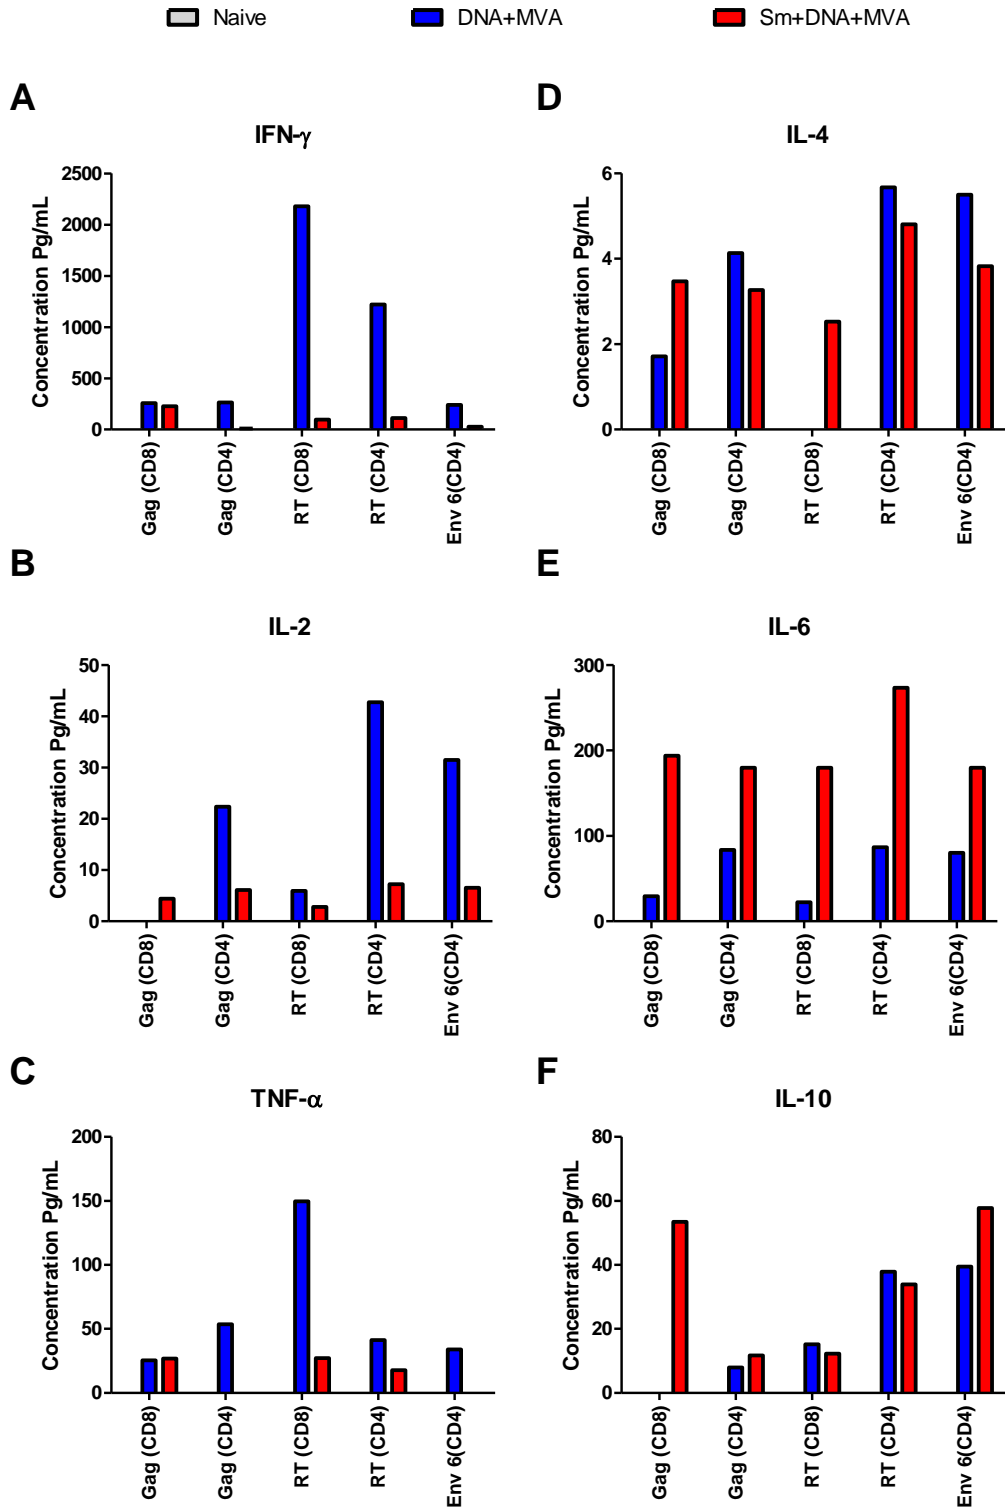 Naive DNA+MVA Sm+DNA+MVA
A
IFN-γ
Concentration Pg/mL
2500
2000
1500
1000
500
0
Gag (CD8)
Gag (CD4)
RT (CD8)
RT (CD4)
Env 6(CD4)
D
IL-4
Concentration Pg/mL
6
4
2
0
Gag (CD8)
Gag (CD4)
RT (CD8)
RT (CD4)
Env 6(CD4)
B
IL-2
Concentration Pg/mL
50
40
30
20
10
0
Gag (CD8)
Gag (CD4)
RT (CD8)
RT (CD4)
Env 6(CD4)
E
IL-6
Concentration Pg/mL
300
200
100
0
Gag (CD8)
Gag (CD4)
RT (CD8)
RT (CD4)
Env 6(CD4)
C
TNF-α
Concentration Pg/mL
200
150
100
50
0
Gag (CD8)
Gag (CD4)
RT (CD8)
RT (CD4)
Env 6(CD4)
F
IL-10
Concentration Pg/mL
80
60
40
20
0
Gag (CD8)
Gag (CD4)
RT (CD8)
RT (CD4)
Env 6(CD4)